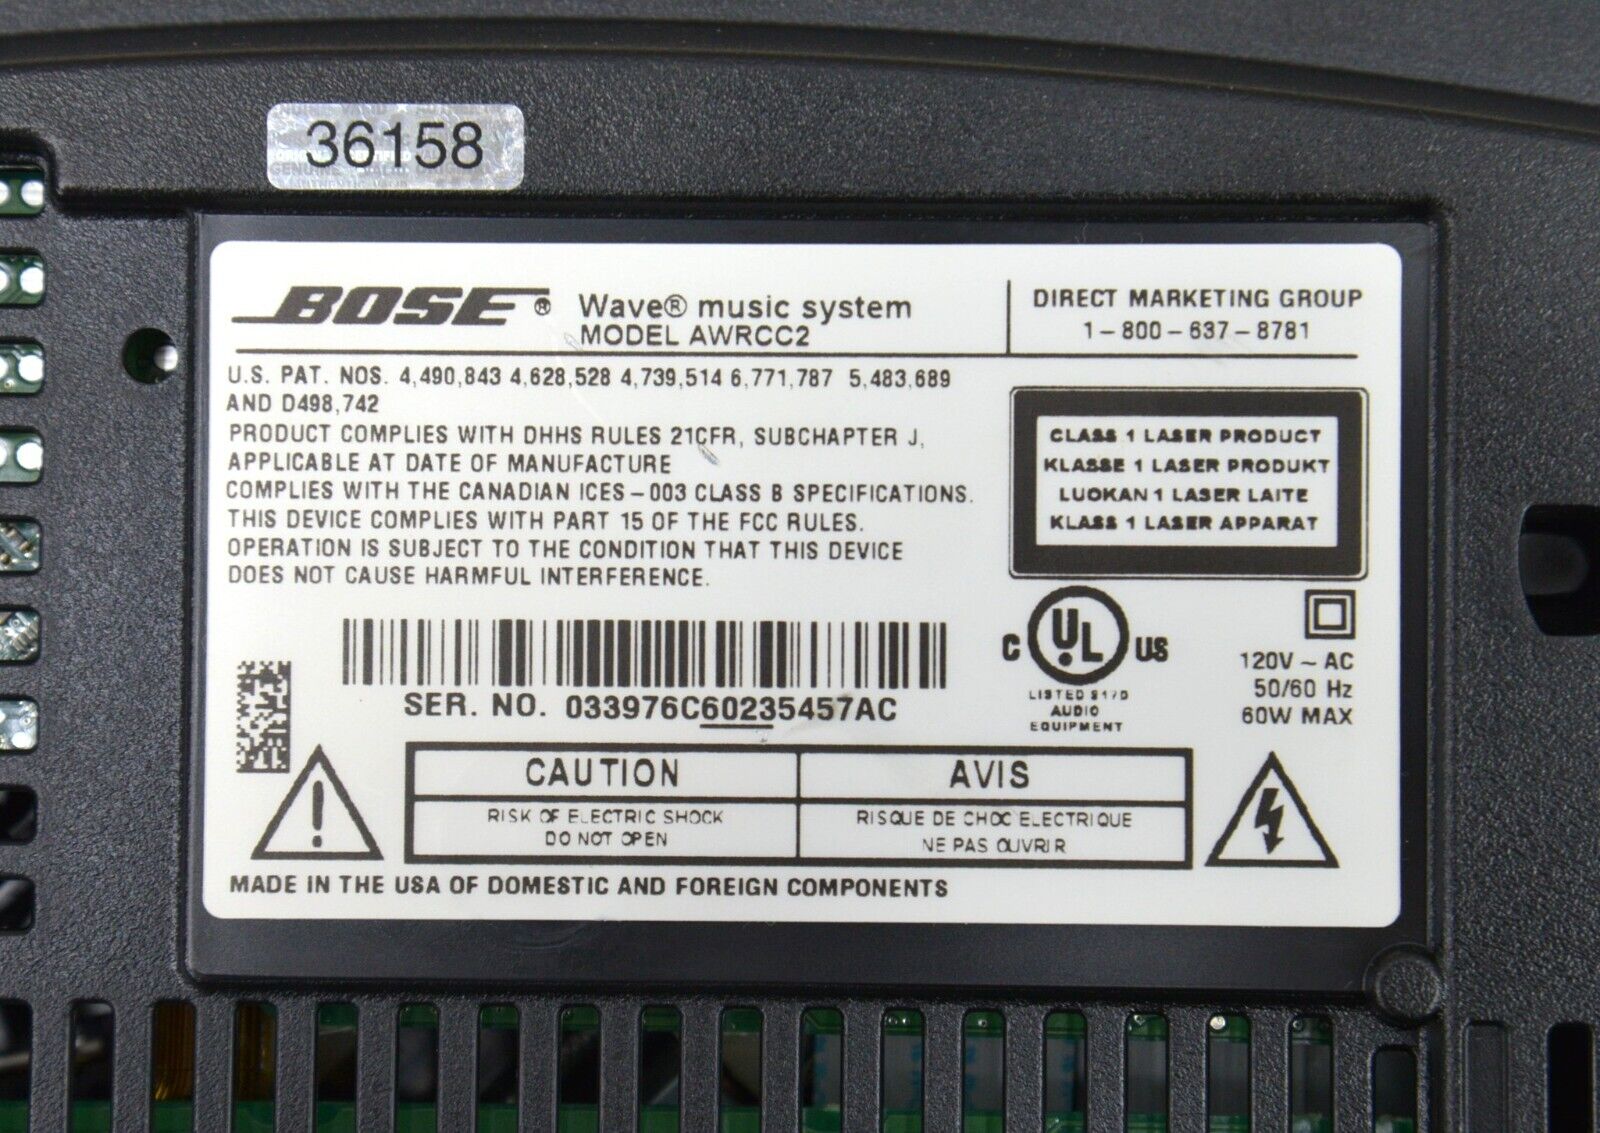 36158
BOSE® Wave® music system
MODEL AWRCC2
DIRECT MARKETING GROUP
1-800-637-8781
U.S. PAT. NOS. 4,490,843 4,628,528 4,739,514 6,771,787 5,483,689
AND D498,742
PRODUCT COMPLIES WITH DHHS RULES 21CFR, SUBCHAPTER J,
APPLICABLE AT DATE OF MANUFACTURE
COMPLIES WITH THE CANADIAN ICES-003 CLASS B SPECIFICATIONS.
THIS DEVICE COMPLIES WITH PART 15 OF THE FCC RULES.
OPERATION IS SUBJECT TO THE CONDITION THAT THIS DEVICE
DOES NOT CAUSE HARMFUL INTERFERENCE.
CLASS 1 LASER PRODUCT
KLASSE 1 LASER PRODUKT
LUOKAN 1 LASER LAITE
KLASS 1 LASER APPARAT
SER. NO. 033976C60235457AC
C UL US
LISTED
AUDIO
EQUIPMENT
120V ~ AC
50/60 Hz
60W MAX
CAUTION
RISK OF ELECTRIC SHOCK
DO NOT OPEN
AVIS
RISQUE DE CHOC ELECTRIQUE
NE PAS OUVRIR
MADE IN THE USA OF DOMESTIC AND FOREIGN COMPONENTS